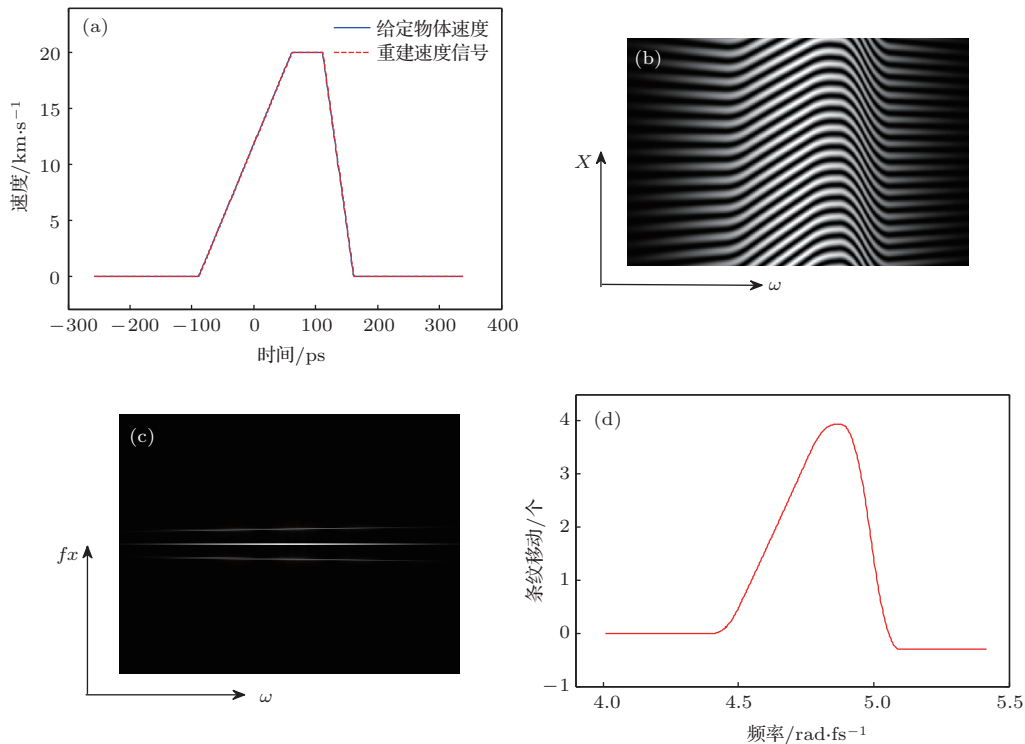 (a)
给定物体速度
重建速度信号
20
15
10
5
0
速度/km·s⁻¹
−300 −200 −100 0 100 200 300 400
时间/ps
(b)
X
ω
(c)
fx
ω
(d)
4
3
2
1
0
−1
条纹移动/个
4.0 4.5 5.0 5.5
频率/rad·fs⁻¹